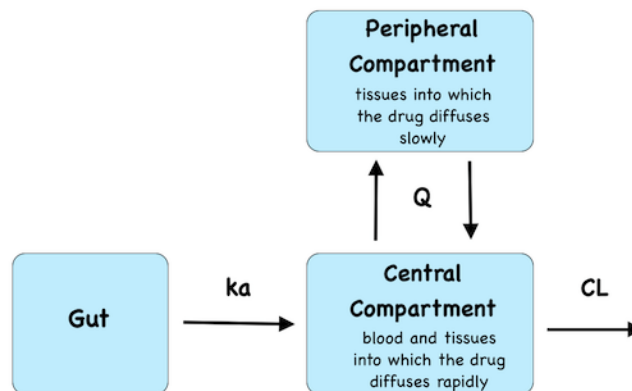 Peripheral
Compartment
tissues into which
the drug diffuses
slowly
Q
Gut
ka
Central
Compartment
blood and tissues
into which the drug
diffuses rapidly
CL